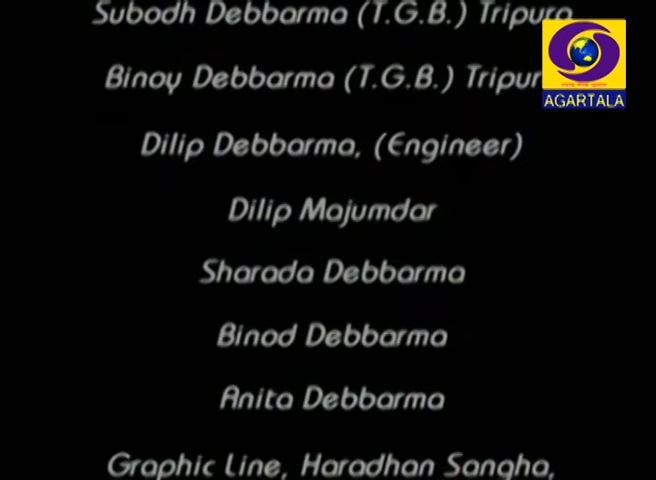 Subodh Debbarma (T.G.B.) Tripura
Binoy Debbarma (T.G.B.) Tripura
AGARTALA
Dilip Debbarma, (Engineer)
Dilip Majumdar
Sharada Debbarma
Binod Debbarma
Anita Debbarma
Graphic Line, Haradhan Sangha,